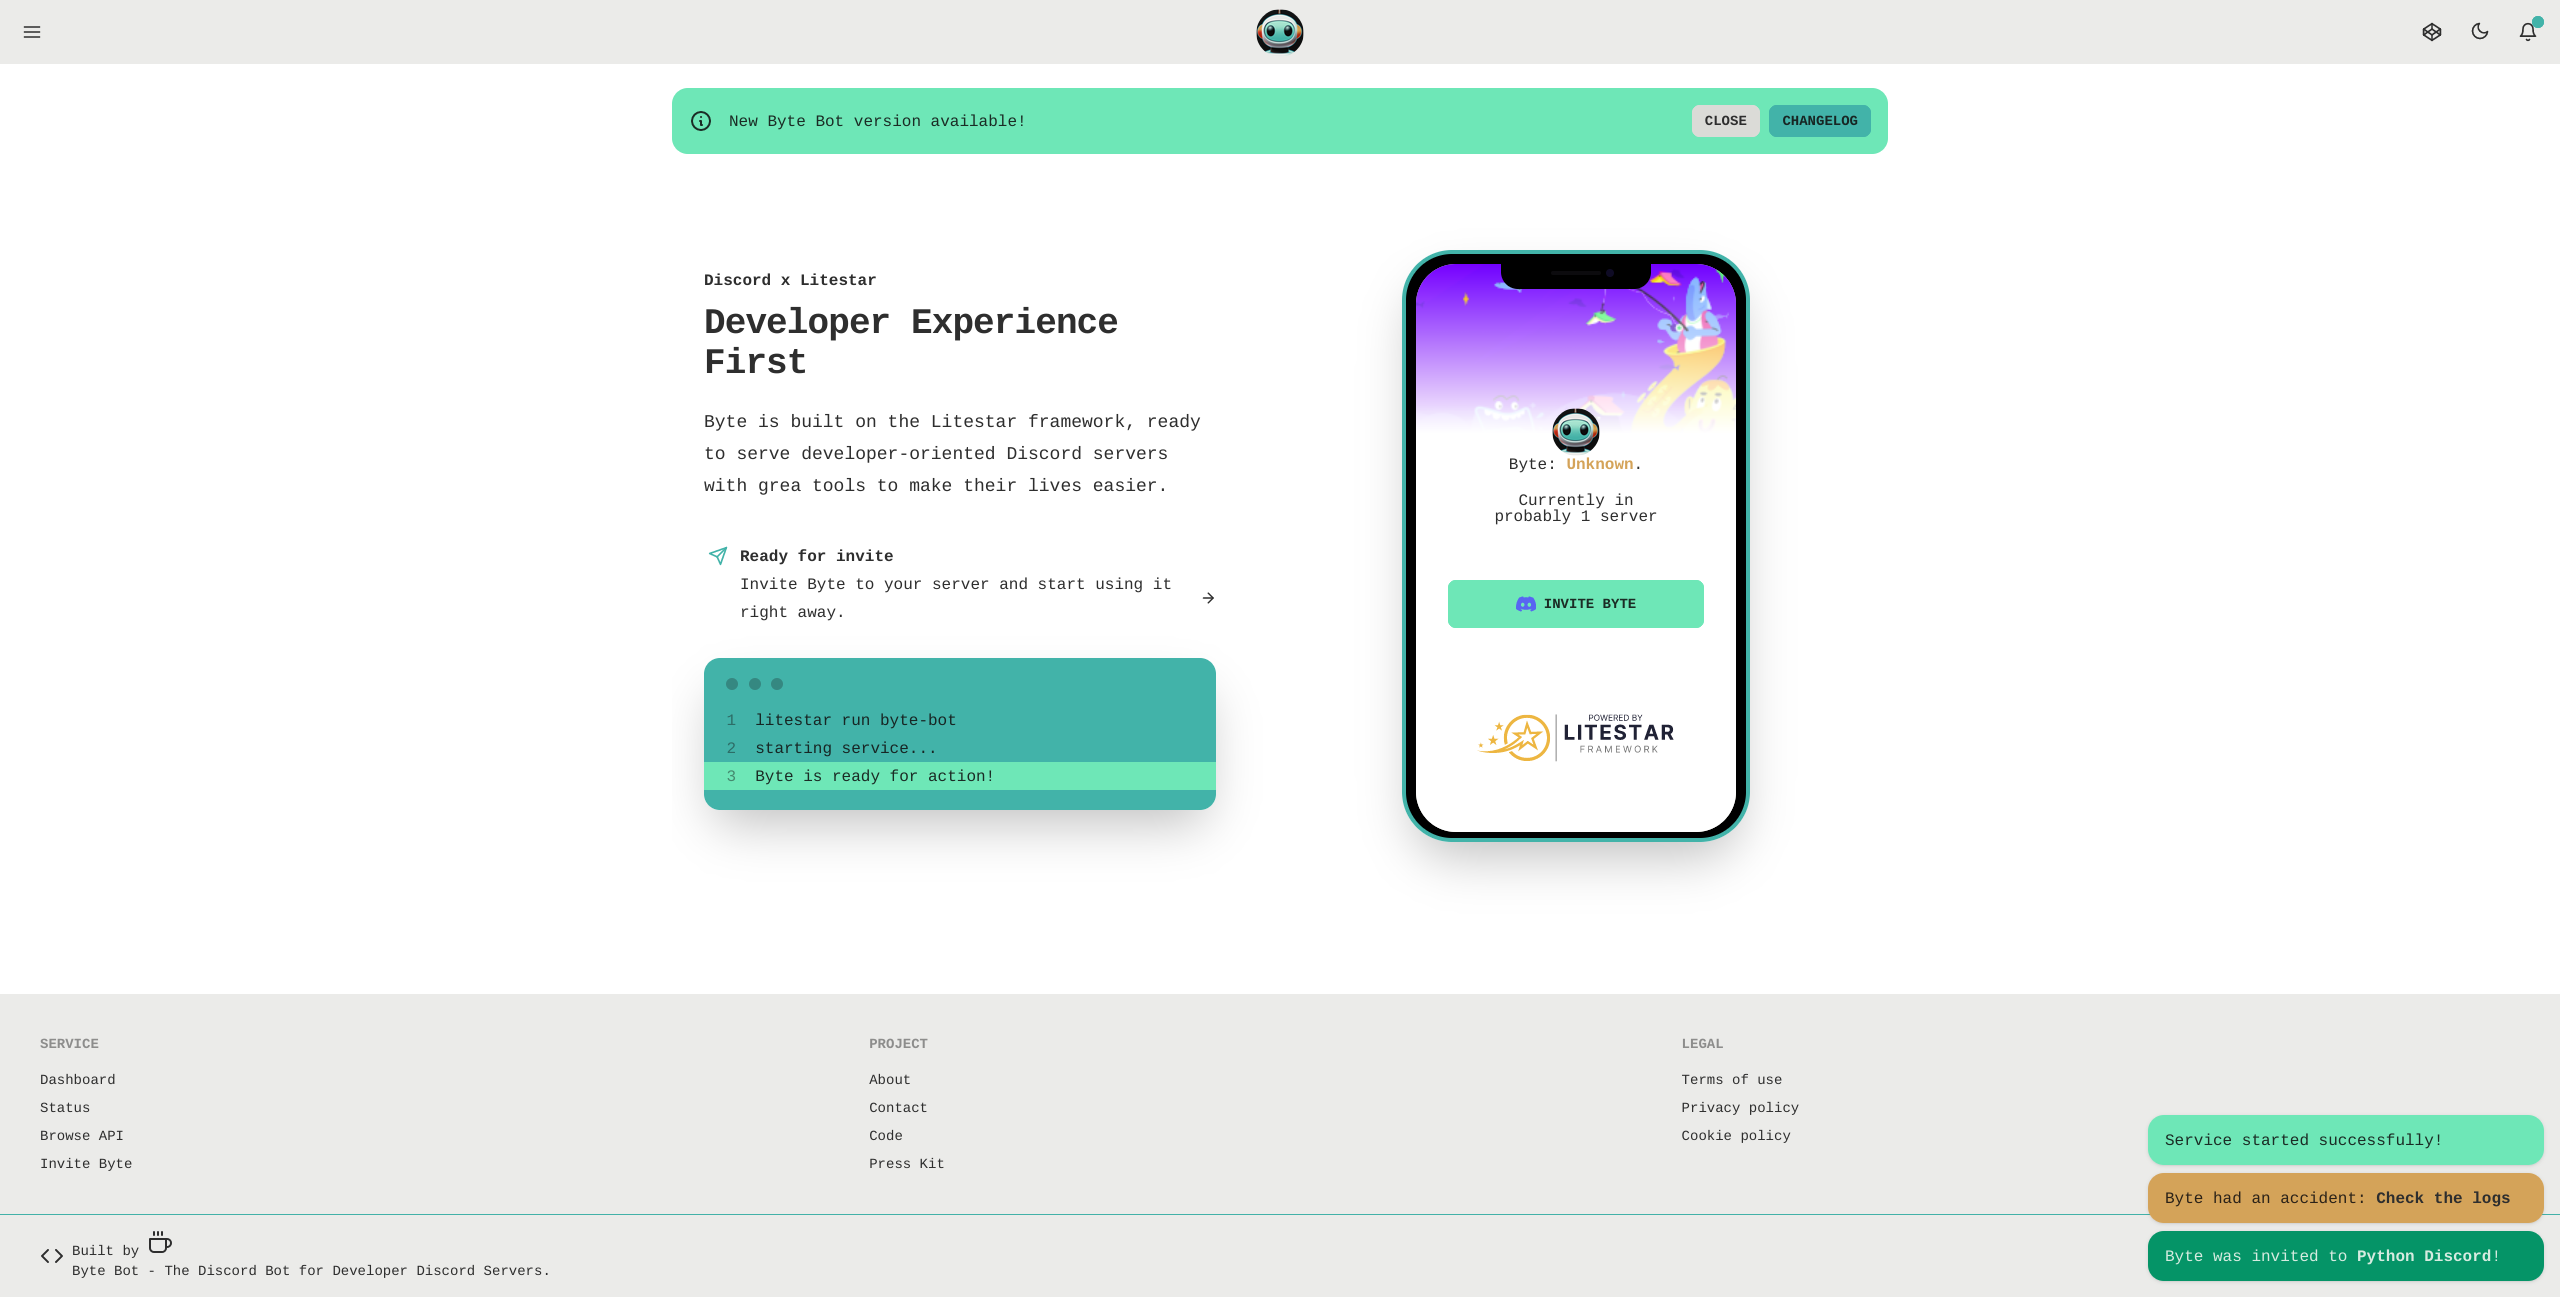 New Byte Bot version available!
CLOSE
CHANGELOG
Discord x Litestar
Developer Experience
First
Byte is built on the Litestar framework, ready
to serve developer-oriented Discord servers
with grea tools to make their lives easier.
Ready for invite
Invite Byte to your server and start using it
right away.
1 litestar run byte-bot
2 starting service...
3 Byte is ready for action!
Byte: Unknown.
Currently in
probably 1 server
INVITE BYTE
POWERED BY
LITESTAR
FRAMEWORK
SERVICE
Dashboard
Status
Browse API
Invite Byte
PROJECT
About
Contact
Code
Press Kit
LEGAL
Terms of use
Privacy policy
Cookie policy
Service started successfully!
Byte had an accident: Check the logs
Byte was invited to Python Discord!
Built by
Byte Bot - The Discord Bot for Developer Discord Servers.